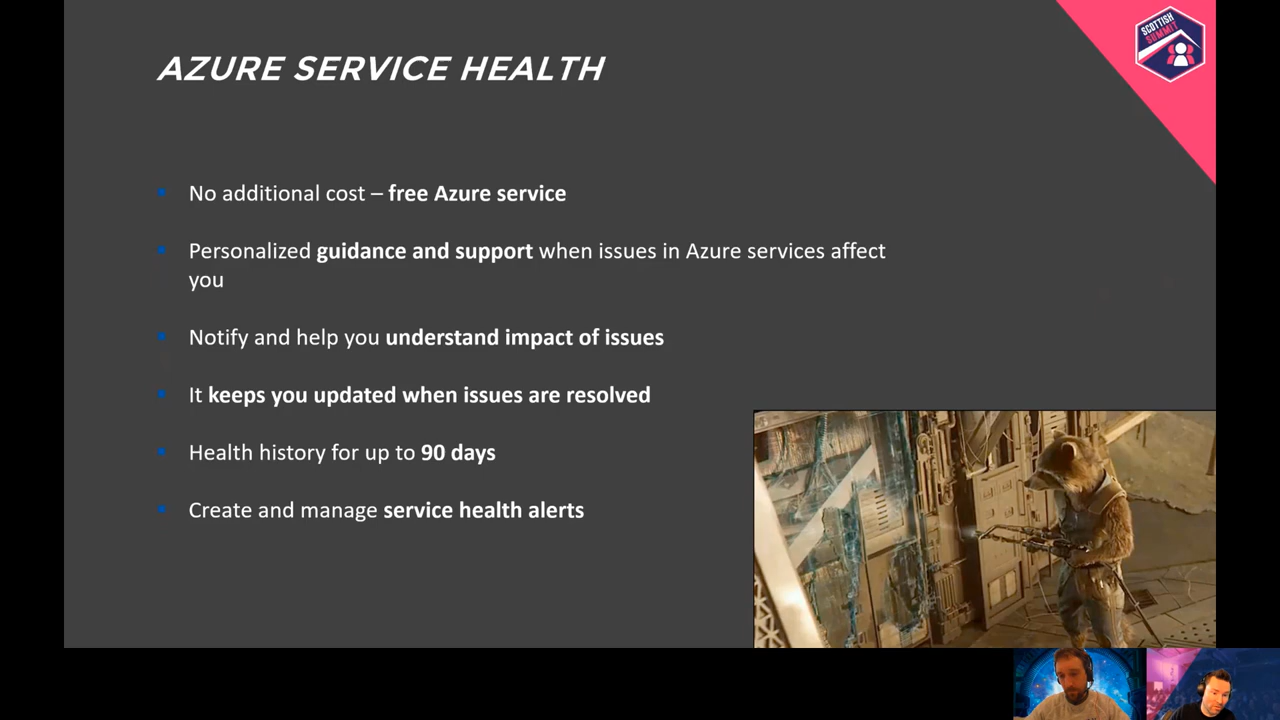 AZURE SERVICE HEALTH
SCOTTISH
SUMMIT
No additional cost – free Azure service
Personalized guidance and support when issues in Azure services affect
you
Notify and help you understand impact of issues
It keeps you updated when issues are resolved
Health history for up to 90 days
Create and manage service health alerts